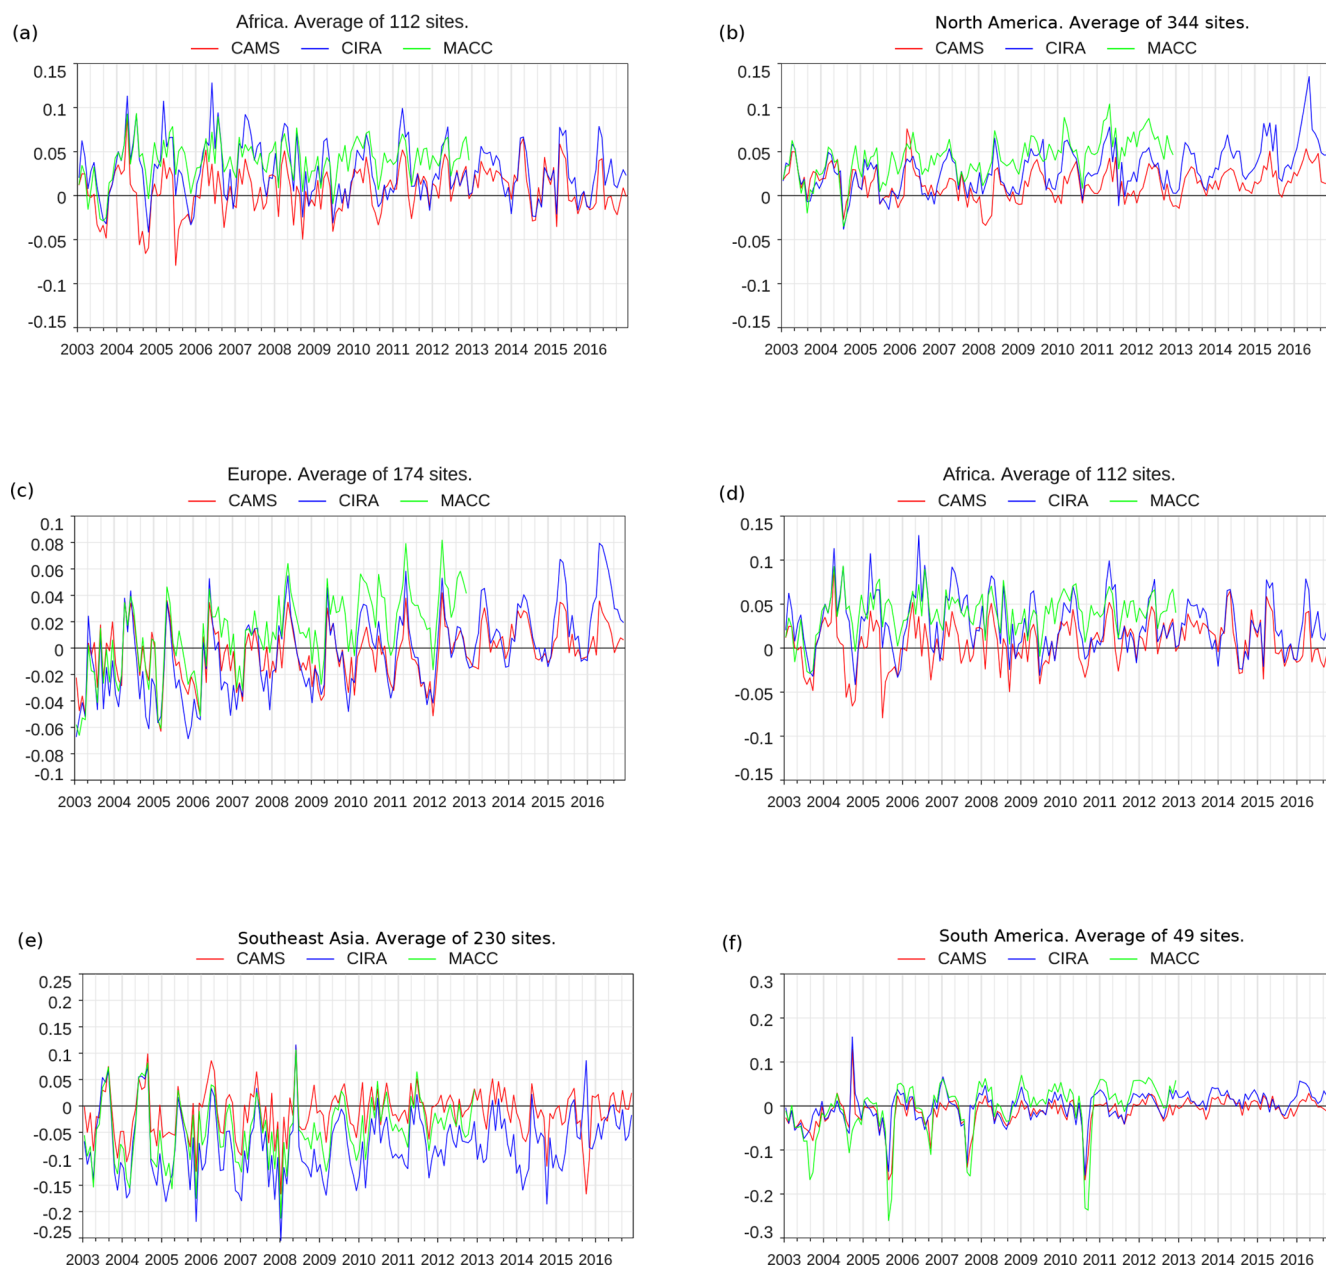 (a)
Africa. Average of 112 sites.
CAMS CIRA MACC
0.15
0.1
0.05
0
-0.05
-0.1
-0.15
2003 2004 2005 2006 2007 2008 2009 2010 2011 2012 2013 2014 2015 2016
(b)
North America. Average of 344 sites.
CAMS CIRA MACC
0.15
0.1
0.05
0
-0.05
-0.1
-0.15
2003 2004 2005 2006 2007 2008 2009 2010 2011 2012 2013 2014 2015 2016
(c)
Europe. Average of 174 sites.
CAMS CIRA MACC
0.1
0.08
0.06
0.04
0.02
0
-0.02
-0.04
-0.06
-0.08
-0.1
2003 2004 2005 2006 2007 2008 2009 2010 2011 2012 2013 2014 2015 2016
(d)
Africa. Average of 112 sites.
CAMS CIRA MACC
0.15
0.1
0.05
0
-0.05
-0.1
-0.15
2003 2004 2005 2006 2007 2008 2009 2010 2011 2012 2013 2014 2015 2016
(e)
Southeast Asia. Average of 230 sites.
CAMS CIRA MACC
0.25
0.2
0.15
0.1
0.05
0
-0.05
-0.1
-0.15
-0.2
-0.25
2003 2004 2005 2006 2007 2008 2009 2010 2011 2012 2013 2014 2015 2016
(f)
South America. Average of 49 sites.
CAMS CIRA MACC
0.3
0.2
0.1
0
-0.1
-0.2
-0.3
2003 2004 2005 2006 2007 2008 2009 2010 2011 2012 2013 2014 2015 2016